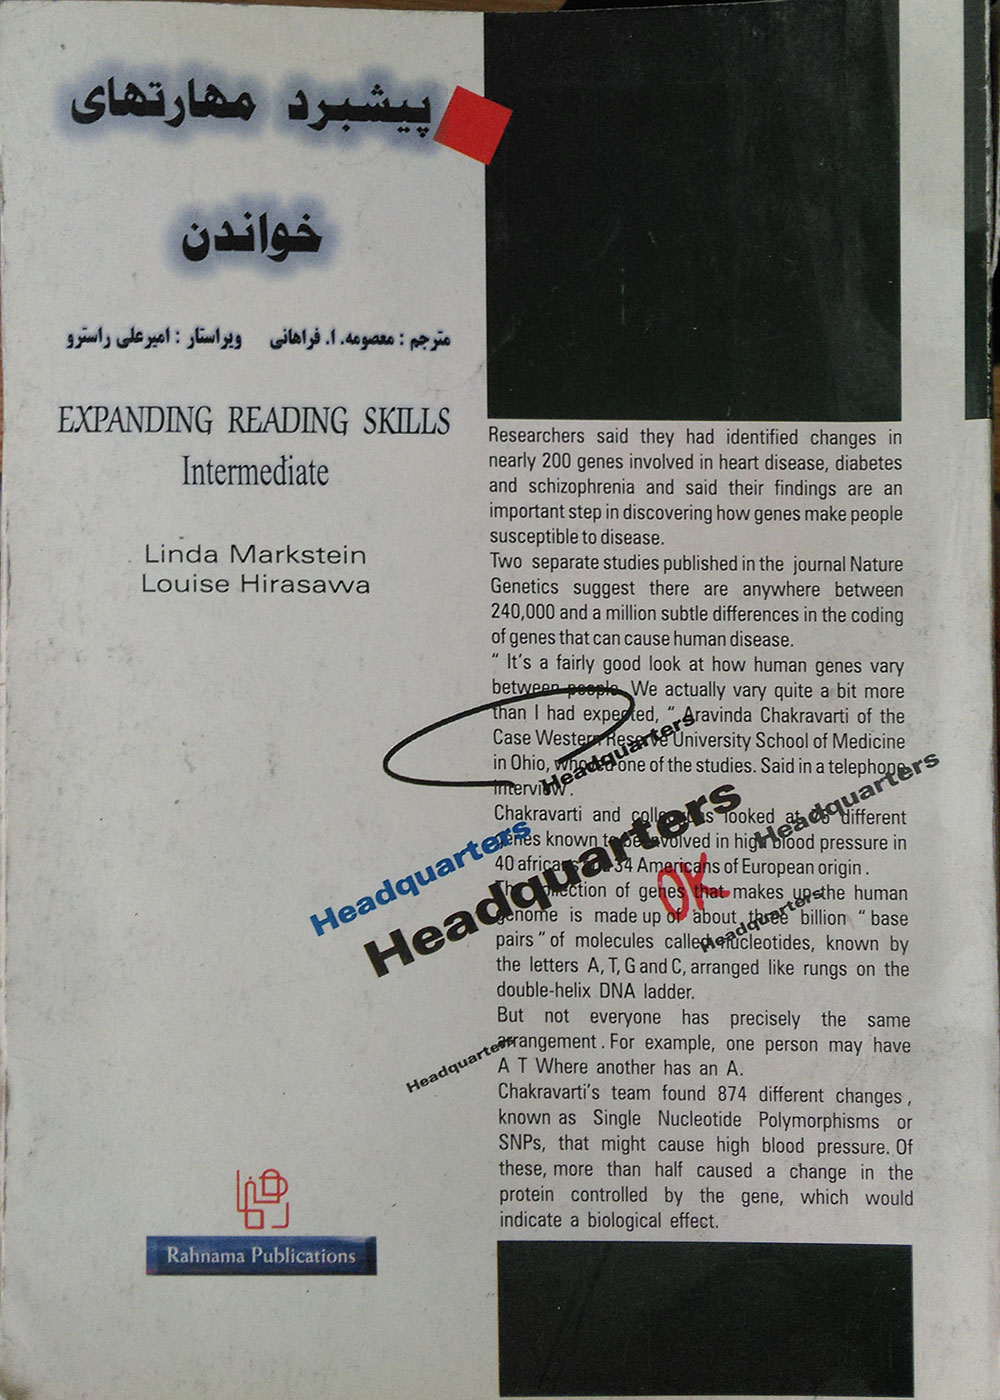 پیشبرد مهارتهای
خواندن
مترجم : معصومه. ا. فراهانی ویراستار : امیرعلی راسترو
EXPANDING READING SKILLS
Intermediate
Linda Markstein
Louise Hirasawa
Researchers said they had identified changes in
nearly 200 genes involved in heart disease, diabetes
and schizophrenia and said their findings are an
important step in discovering how genes make people
susceptible to disease.
Two separate studies published in the journal Nature
Genetics suggest there are anywhere between
240,000 and a million subtle differences in the coding
of genes that can cause human disease.
“ It's a fairly good look at how human genes vary
between people. We actually vary quite a bit more
than I had expected, “ Aravinda Chakravarti of the
Case Western Reserve University School of Medicine
in Ohio, who led one of the studies. Said in a telephone
interview .
Chakravarti and looked at different
genes known to be involved in high blood pressure in
40 africans 34 Americans of European origin .
The collection of genes that makes up the human
genome is made up of about three billion “ base
pairs “ of molecules called nucleotides, known by
the letters A, T, G and C, arranged like rungs on the
double-helix DNA ladder.
But not everyone has precisely the same
arrangement . For example, one person may have
A T Where another has an A.
Chakravarti's team found 874 different changes ,
known as Single Nucleotide Polymorphisms or
SNPs, that might cause high blood pressure. Of
these, more than half caused a change in the
protein controlled by the gene, which would
indicate a biological effect.
Headquarters
Headquarters
Headquarters
Headquarters
OK
Headquarters
Headquarters
رهنما
Rahnama Publications